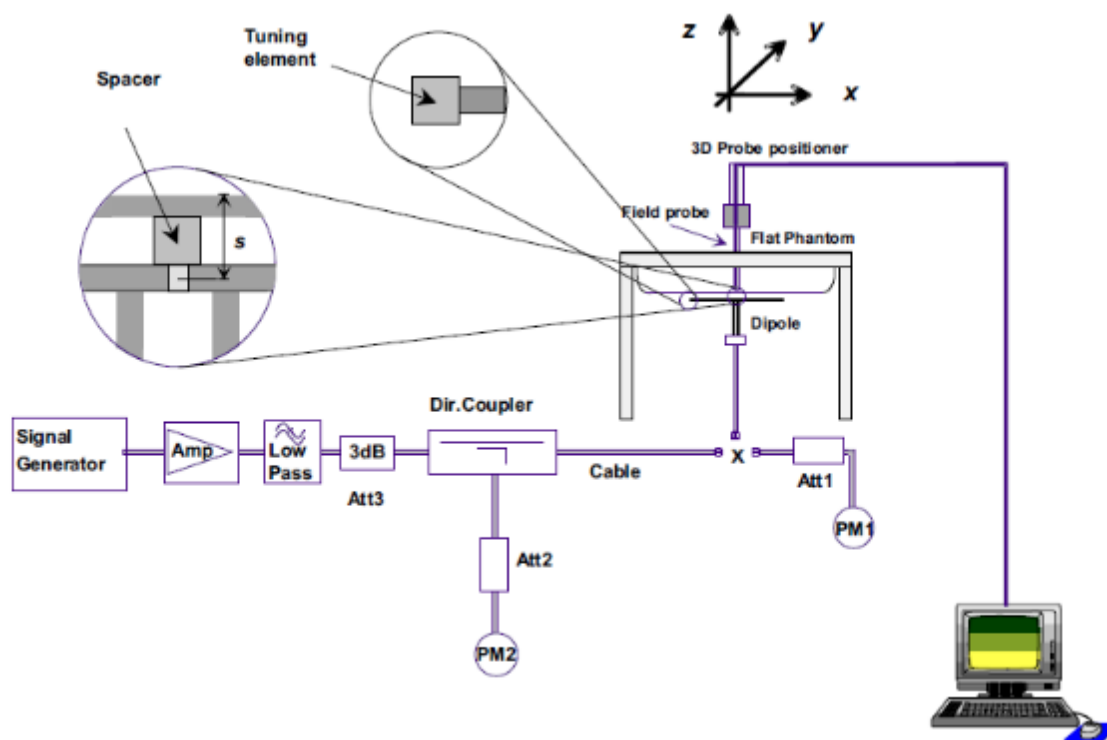 Tuning
element
Spacer
s
z
y
x
3D Probe positioner
Field probe
Flat Phantom
Dipole
Dir.Coupler
Signal
Generator
Amp
Low
Pass
3dB
Att3
Cable
X
Att1
PM1
Att2
PM2